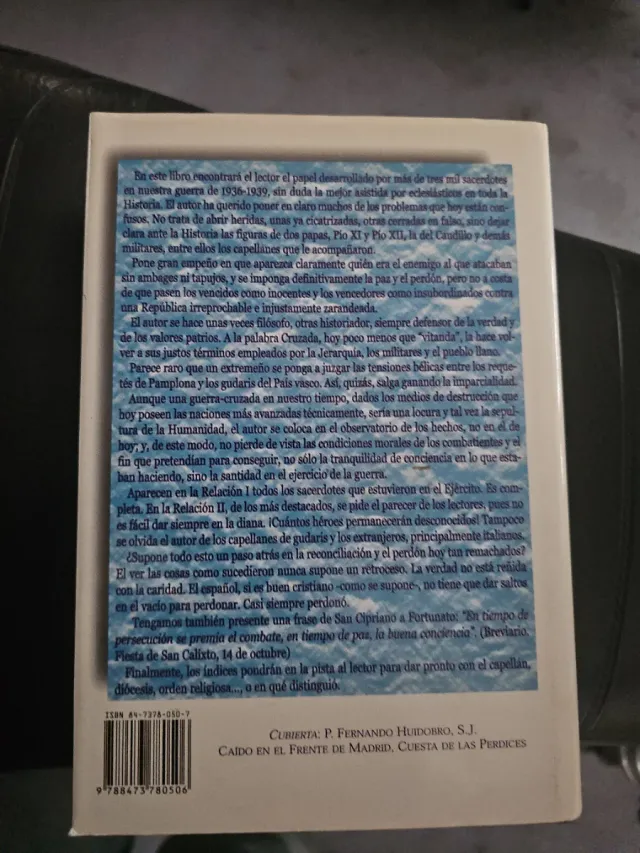 En este libro encontrará el lector el papel desarrollado por más de tres mil sacerdotes
en nuestra guerra de 1936-1939, sin duda la mejor asistida por eclesiásticos en toda la
Historia. El autor ha querido poner en claro muchos de los problemas que hoy están con-
fusos. No trata de abrir heridas, unas ya cicatrizadas, otras cerradas en falso, sino dejar
clara ante la Historia las figuras de dos papas, Pío XI y Pío XII, la del Caudillo y demás
militares, entre ellos los capellanes que le acompañaron.
Pone gran empeño en que aparezca claramente quién era el enemigo al que atacaban
sin ambages ni tapujos, y se imponga definitivamente la paz y el perdón, pero no a costa
de que pasen los vencidos como inocentes y los vencedores como insubordinados contra
una República irreprochable e injustamente zarandeada.
El autor se hace unas veces filósofo, otras historiador, siempre defensor de la verdad y
de los valores patrios. A la palabra Cruzada, hoy poco menos que "vitanda", la hace vol-
ver a sus justos términos empleados por la Jerarquía, los militares y el pueblo llano.
Parece raro que un extremeño se ponga a juzgar las tensiones bélicas entre los reque-
tés de Pamplona y los gudaris del País vasco. Así, quizás, salga ganando la imparcialidad.
Aunque una guerra-cruzada en nuestro tiempo, dados los medios de destrucción que
hoy poseen las naciones más avanzadas técnicamente, sería una locura y tal vez la sepul-
tura de la Humanidad, el autor se coloca en el observatorio de los hechos, no en el de
hoy; y, de este modo, no pierde de vista las condiciones morales de los combatientes y el
fin que pretendían para conseguir, no sólo la tranquilidad de conciencia en lo que esta-
ban haciendo, sino la santidad en el ejercicio de la guerra.
Aparecen en la Relación I todos los sacerdotes que estuvieron en el Ejército. Es com-
pleta. En la Relación II, de los más destacados, se pide el parecer de los lectores, pues no
es fácil dar siempre en la diana. ¡Cuántos héroes permanecerán desconocidos! Tampoco
se olvida el autor de los capellanes de gudaris y los extranjeros, principalmente italianos.
¿Supone todo esto un paso atrás en la reconciliación y el perdón hoy tan remachados?
El ver las cosas como sucedieron nunca supone un retroceso. La verdad no está reñida
con la caridad. El español, si es buen cristiano -como se supone-, no tiene que dar saltos
en el vacío para perdonar. Casi siempre perdonó.
Tengamos también presente una frase de San Cipriano a Fortunato: "En tiempo de
persecución se premia el combate, en tiempo de paz, la buena conciencia". (Breviario,
Fiesta de San Calixto, 14 de octubre)
Finalmente, los índices pondrán en la pista al lector para dar pronto con el capellán,
diócesis, orden religiosa..., o en qué distinguió.
ISBN 84-7378-050-7
9 788473 780506
CUBIERTA: P. FERNANDO HUIDOBRO, S.J.
CAÍDO EN EL FRENTE DE MADRID, CUESTA DE LAS PERDICES